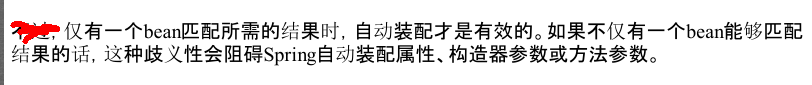 仅有一个bean匹配所需的结果时，自动装配才是有效的。如果不仅有一个bean能够匹配
结果的话，这种歧义性会阻碍Spring自动装配属性、构造器参数或方法参数。